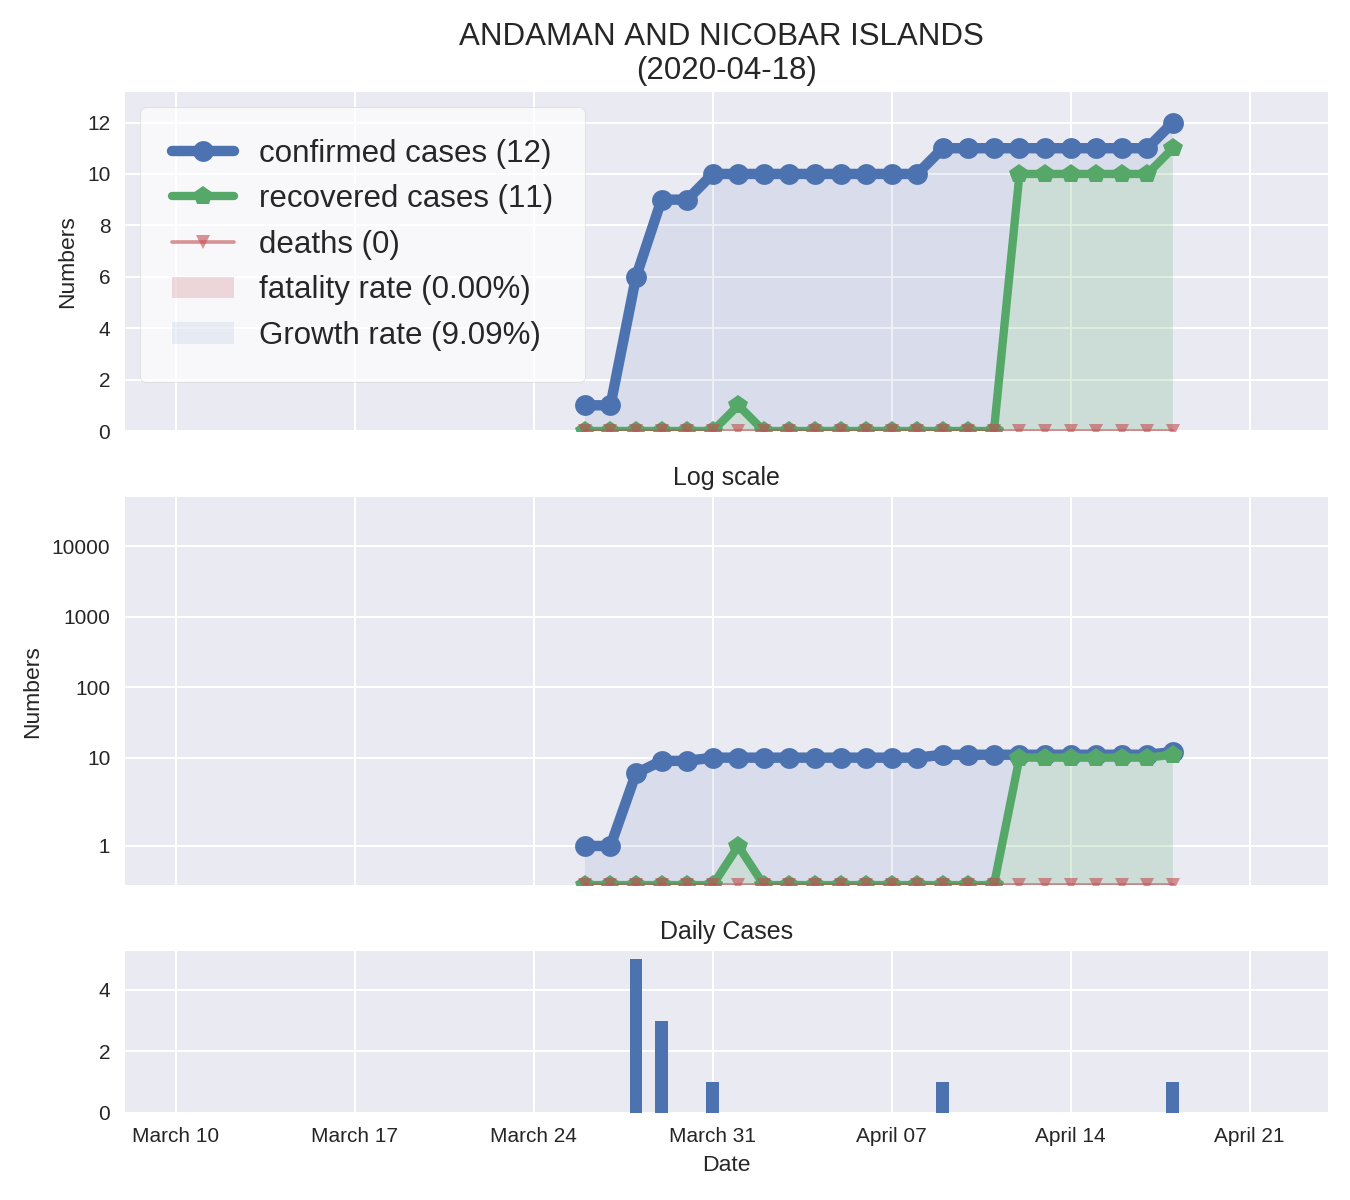 ANDAMAN AND NICOBAR ISLANDS
(2020-04-18)
confirmed cases (12)
recovered cases (11)
deaths (0)
fatality rate (0.00%)
Growth rate (9.09%)
Numbers
12
10
8
6
4
2
0
Log scale
Numbers
10000
1000
100
10
1
Daily Cases
4
2
0
March 10 March 17 March 24 March 31 April 07 April 14 April 21
Date